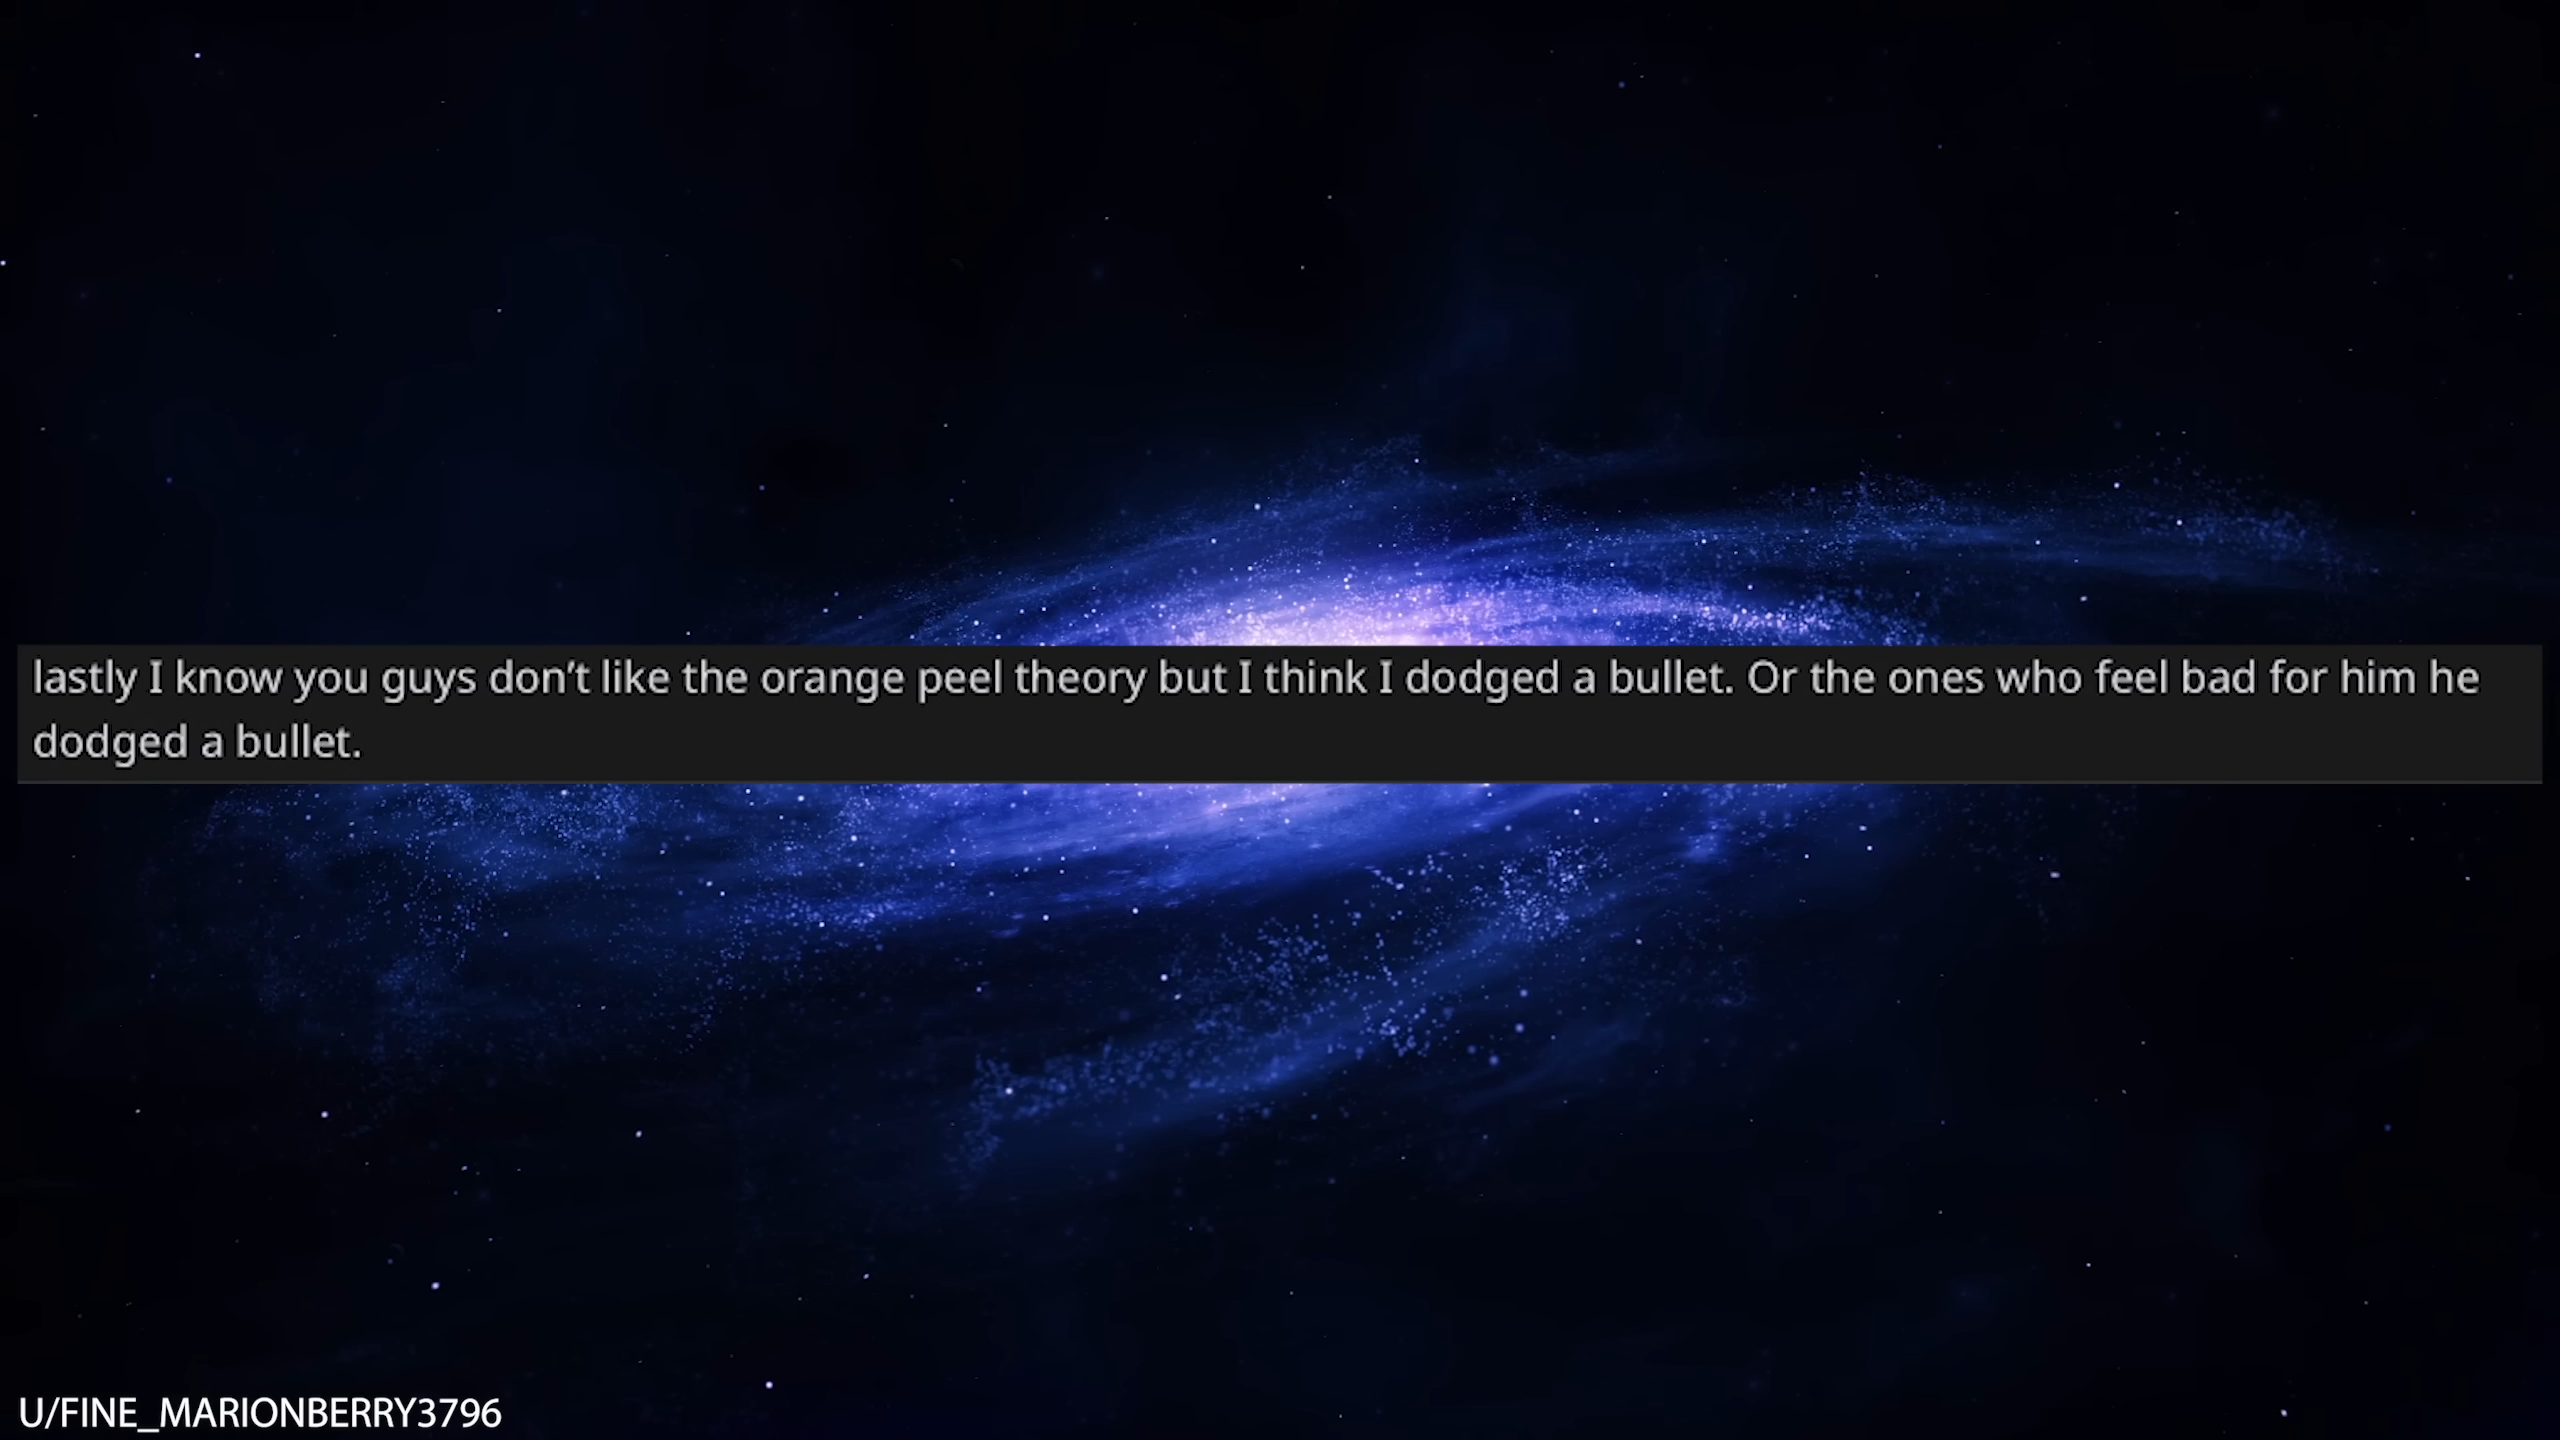 lastly I know you guys don’t like the orange peel theory but I think I dodged a bullet. Or the ones who feel bad for him he
dodged a bullet.
U/FINE_MARIONBERRY3796